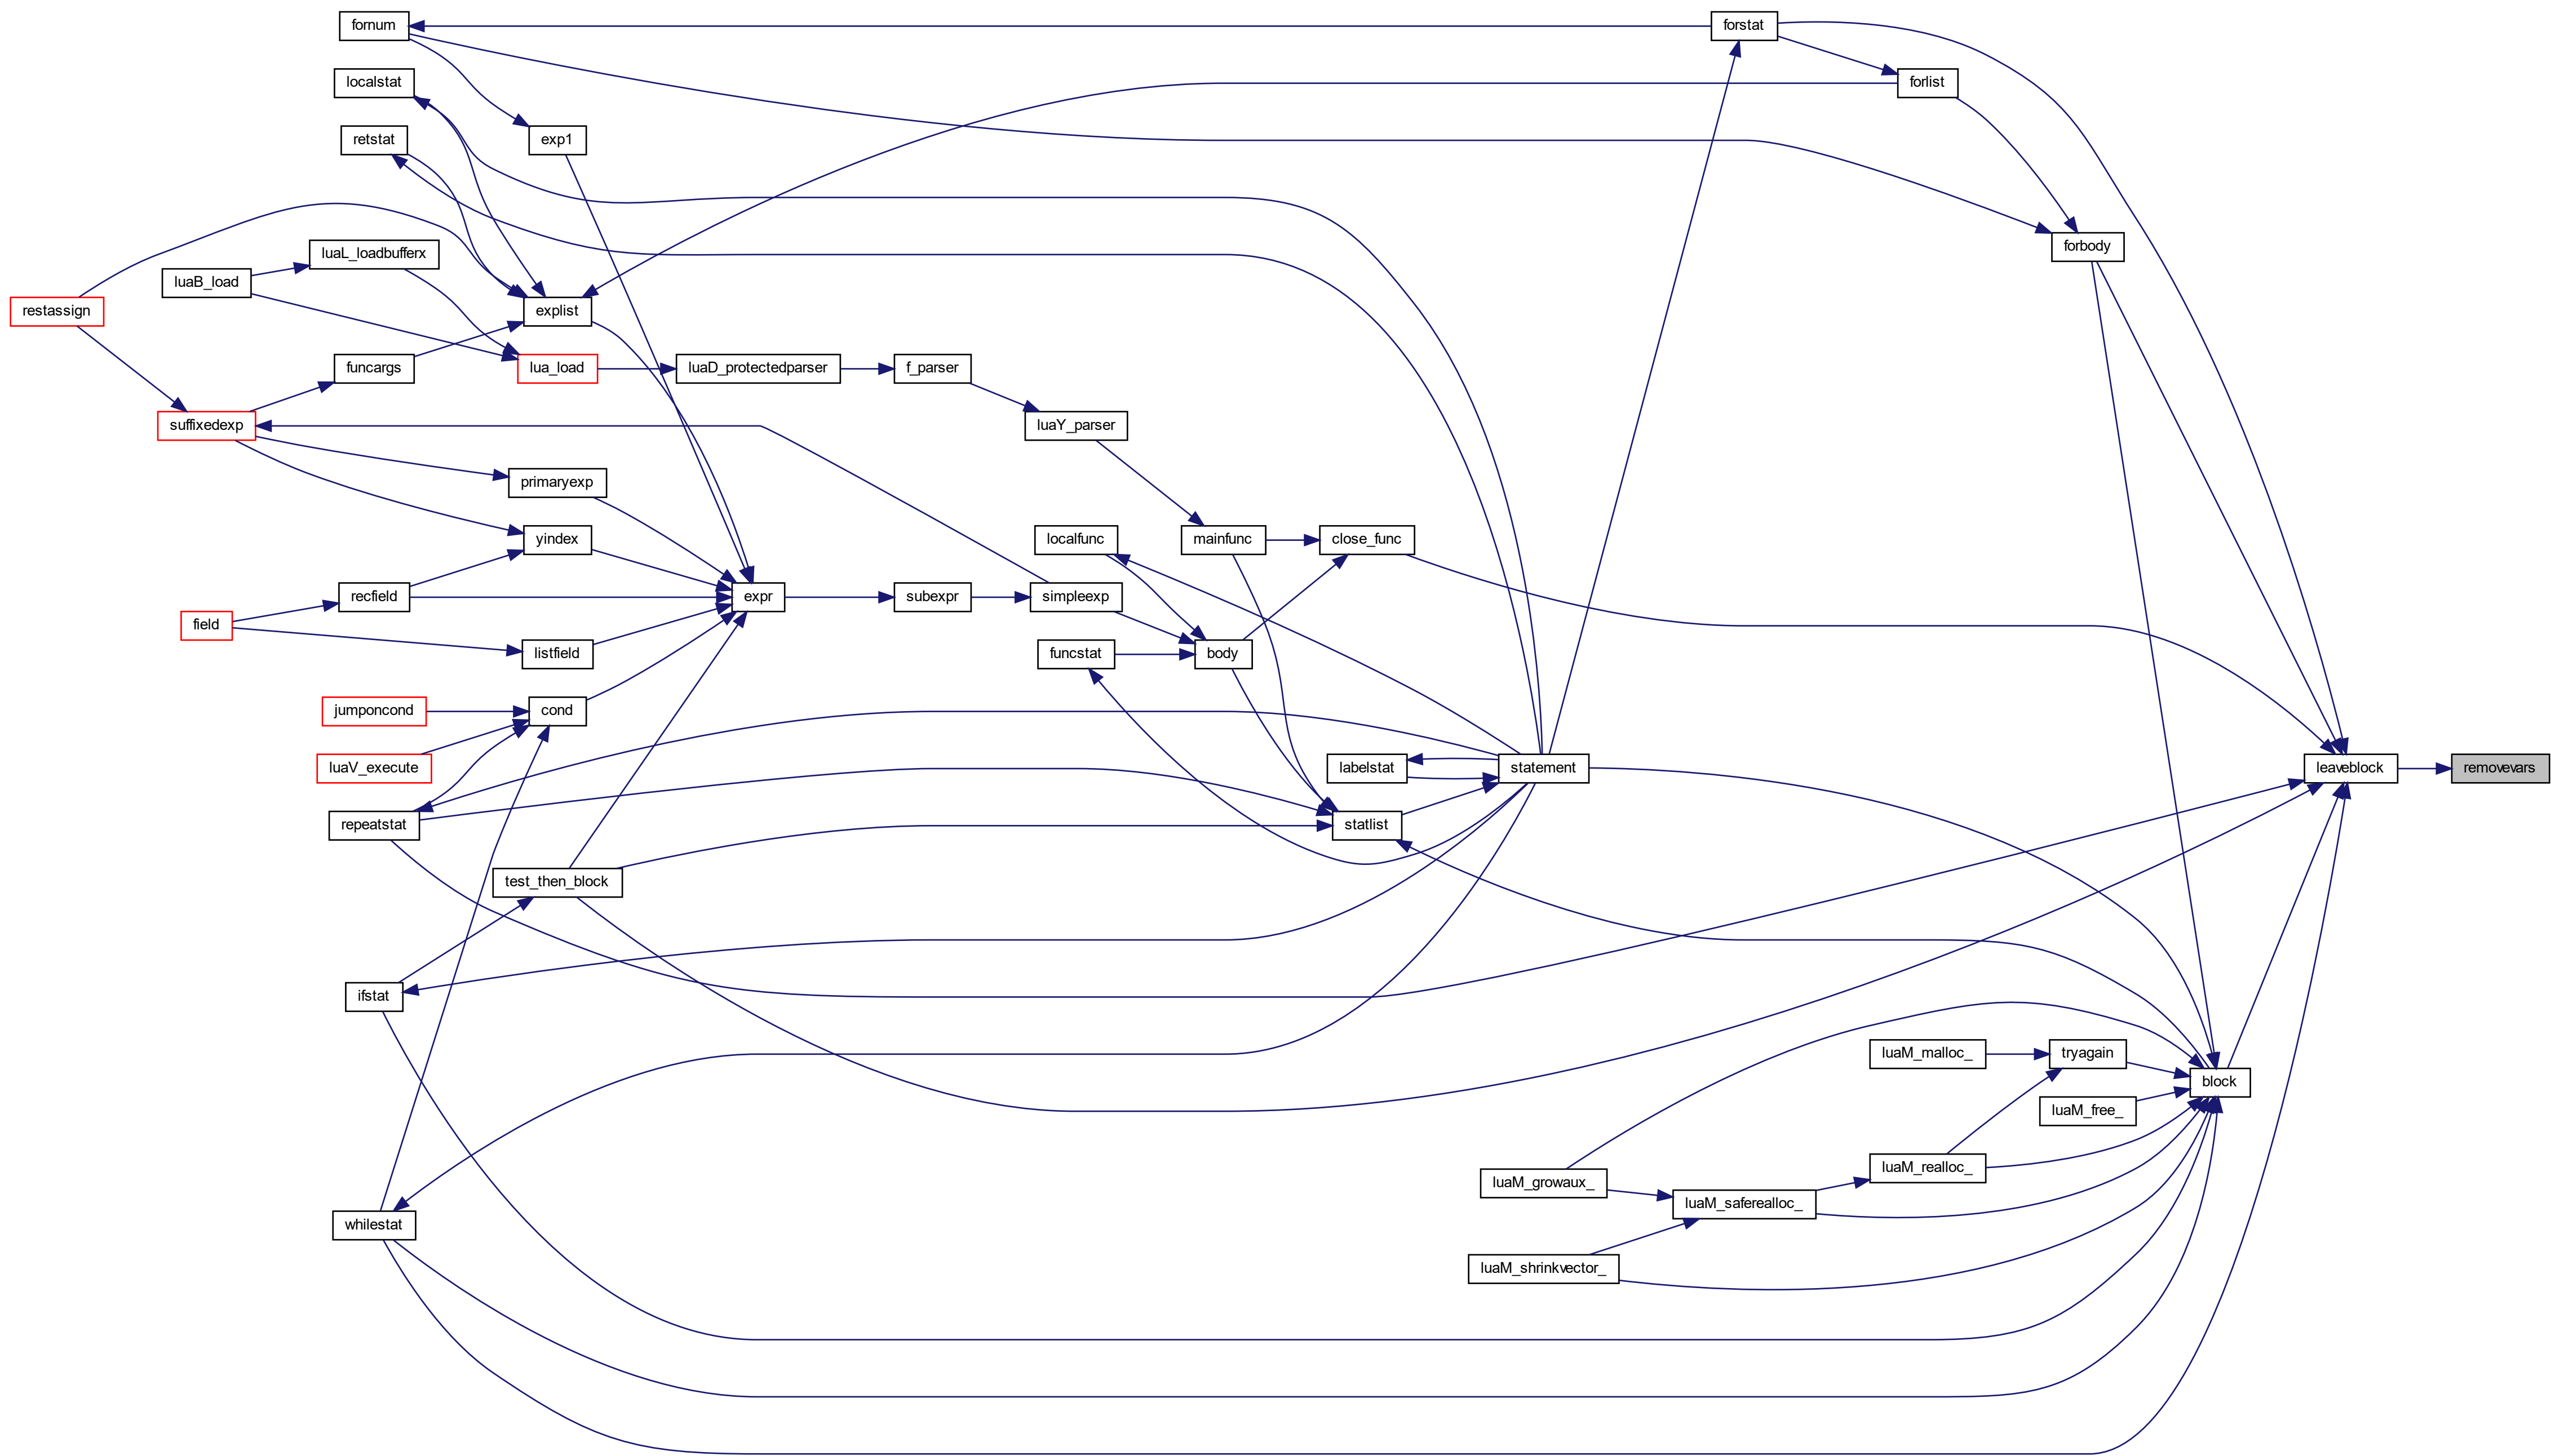 fornum
forstat
localstat
forlist
retstat
exp1
forbody
luaL_loadbufferx
luaB_load
restassign
explist
funcargs
lua_load
luaD_protectedparser
f_parser
suffixedexp
luaY_parser
primaryexp
yindex
localfunc
mainfunc
close_func
recfield
expr
subexpr
simpleexp
field
listfield
funcstat
body
jumponcond
cond
luaV_execute
labelstat
statement
leaveblock
removevars
repeatstat
statlist
test_then_block
ifstat
luaM_malloc_
tryagain
block
luaM_free_
luaM_growaux_
luaM_realloc_
luaM_saferealloc_
whilestat
luaM_shrinkvector_